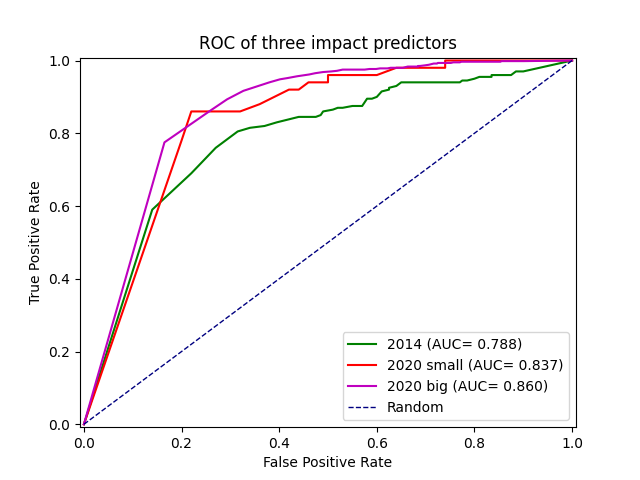 ROC of three impact predictors
1.0
0.8
0.6
0.4
0.2
0.0
True Positive Rate
2014 (AUC= 0.788)
2020 small (AUC= 0.837)
2020 big (AUC= 0.860)
Random
0.0 0.2 0.4 0.6 0.8 1.0
False Positive Rate